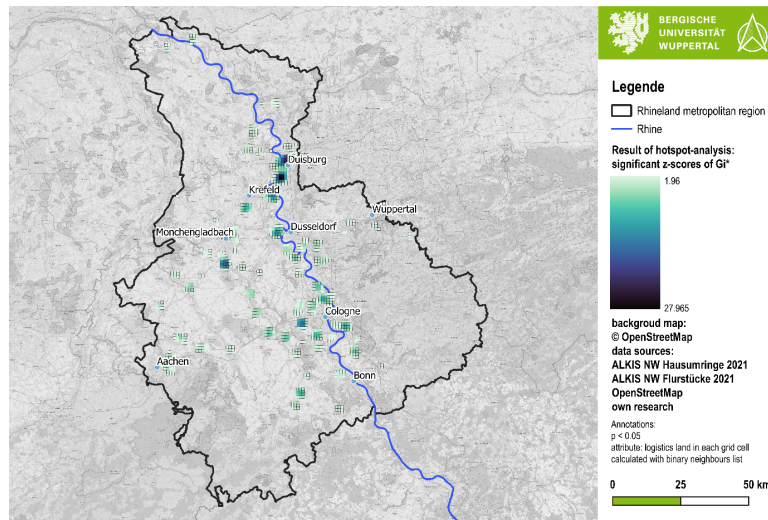 BERGISCHE
UNIVERSITÄT
WUPPERTAL
Legende
Rhineland metropolitan region
Rhine
Result of hotspot-analysis:
significant z-scores of Gi*
1.96
27.965
backgroud map:
© OpenStreetMap
data sources:
ALKIS NW Hausumringe 2021
ALKIS NW Flurstücke 2021
OpenStreetMap
own research
Annotations:
p < 0.05
attribute: logistics land in each grid cell
calculated with binary neighbours list
0 25 50 km
Duisburg
Krefeld
Wuppertal
Monchengladbach
Dusseldorf
Cologne
Aachen
Bonn